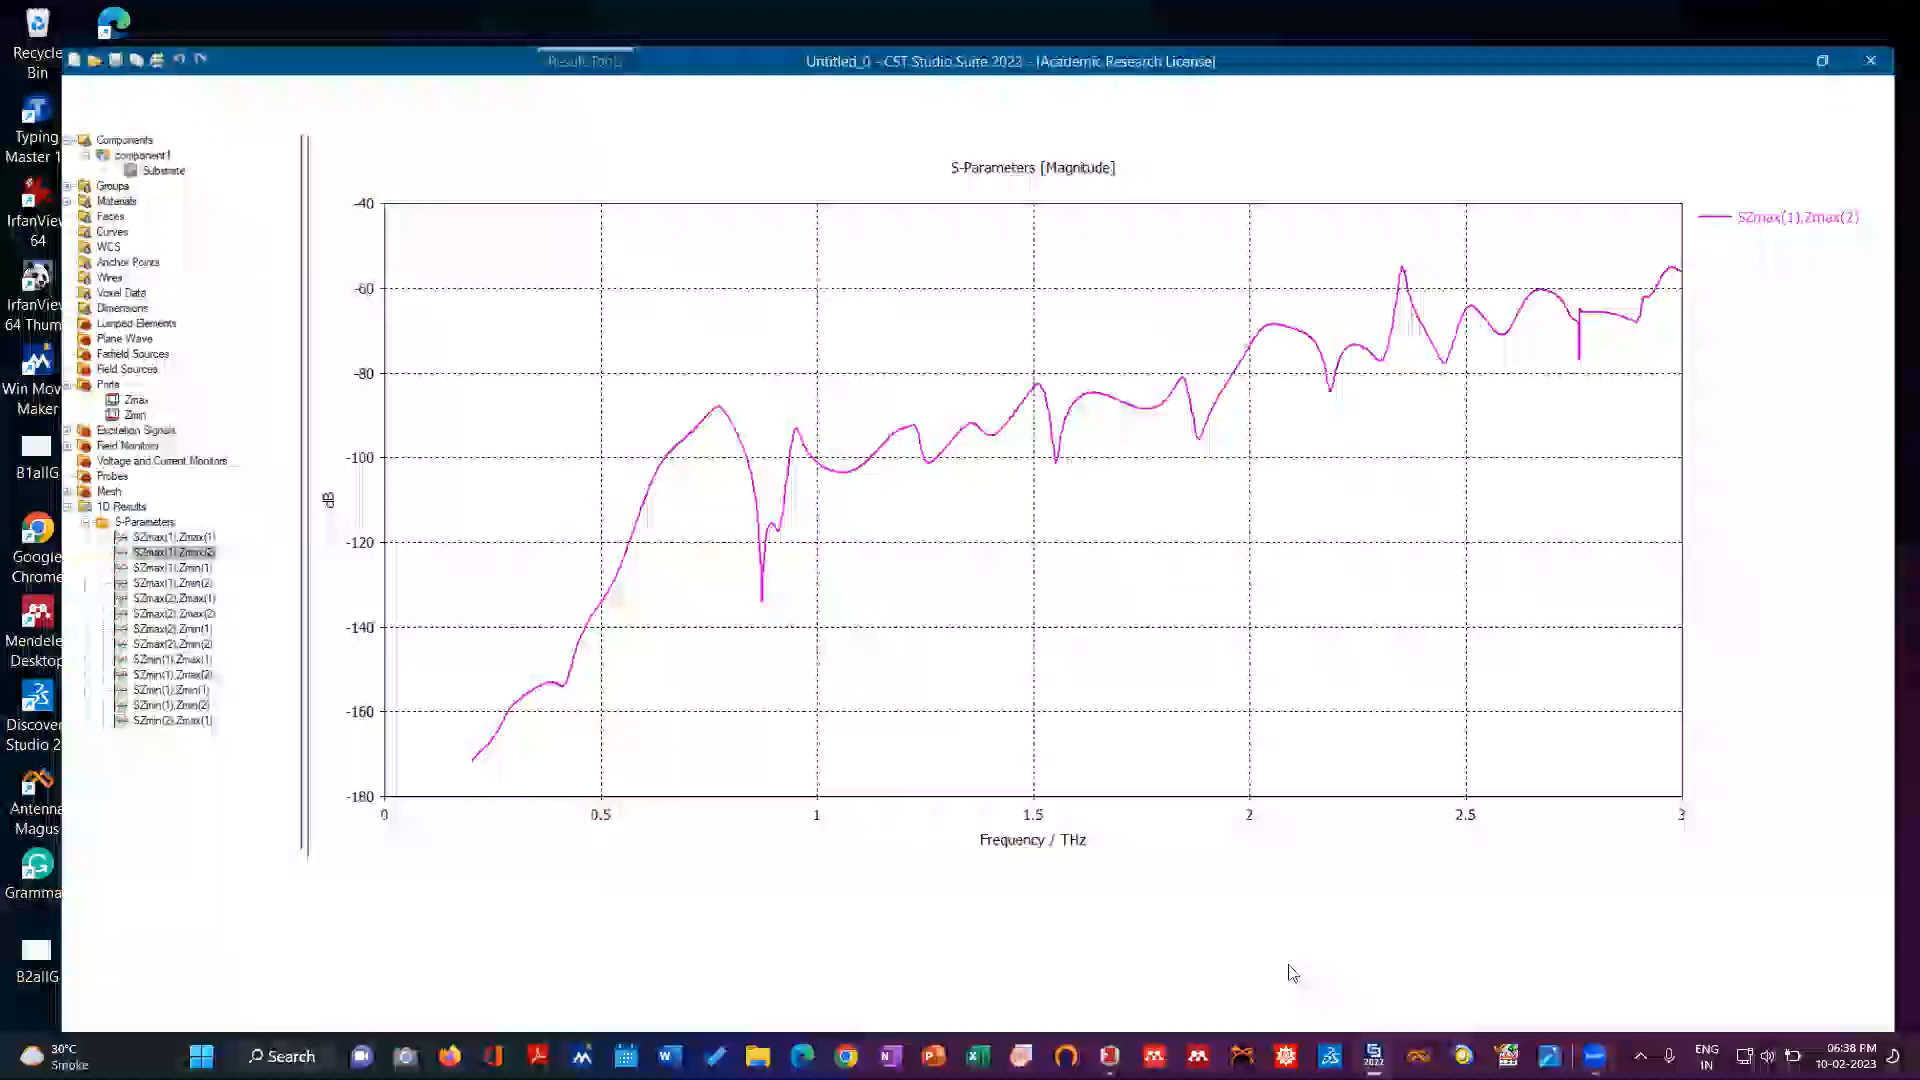 Recycle
Bin
Typing
Master 1
IrfanView
64
IrfanView
64 Thum
Win Mov
Maker
B1allG
Google
Chrome
Mendele
Desktop
Discover
Studio 2
Antenna
Magus
Gramma
B2allG
Result Tools
Untitled_0 - CST Studio Suite 2022 - [Academic Research License]
Components
component1
Substrate
Groups
Materials
Faces
Curves
WCS
Anchor Points
Wires
Voxel Data
Dimensions
Lumped Elements
Plane Wave
Farfield Sources
Field Sources
Ports
Zmax
Zmin
Excitation Signals
Field Monitors
Voltage and Current Monitors
Probes
Mesh
1D Results
S-Parameters
SZmax(1),Zmax(1)
SZmax(1),Zmax(2)
SZmax(1),Zmin(1)
SZmax(1),Zmin(2)
SZmax(2),Zmax(1)
SZmax(2),Zmax(2)
SZmax(2),Zmin(1)
SZmax(2),Zmin(2)
SZmin(1),Zmax(1)
SZmin(1),Zmax(2)
SZmin(1),Zmin(1)
SZmin(1),Zmin(2)
SZmin(2),Zmax(1)
S-Parameters [Magnitude]
SZmax(1),Zmax(2)
-40
-60
-80
-100
-120
-140
-160
-180
dB
0 0.5 1 1.5 2 2.5 3
Frequency / THz
30°C
Smoke
Search
2022
ENG
IN
06:38 PM
10-02-2023